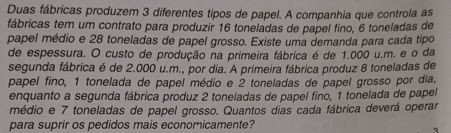 Duas fábricas produzem 3 diferentes tipos de papel. A companhia que controla as
fábricas tem um contrato para produzir 16 toneladas de papel fino, 6 toneladas de
papel médio e 28 toneladas de papel grosso. Existe uma demanda para cada tipo
de espessura. O custo de produção na primeira fábrica é de 1.000 u.m. e o da
segunda fábrica é de 2.000 u.m., por dia. A primeira fábrica produz 8 toneladas de
papel fino, 1 tonelada de papel médio e 2 toneladas de papel grosso por dia,
enquanto a segunda fábrica produz 2 toneladas de papel fino, 1 tonelada de papel
médio e 7 toneladas de papel grosso. Quantos dias cada fábrica deverá operar
para suprir os pedidos mais economicamente?
3